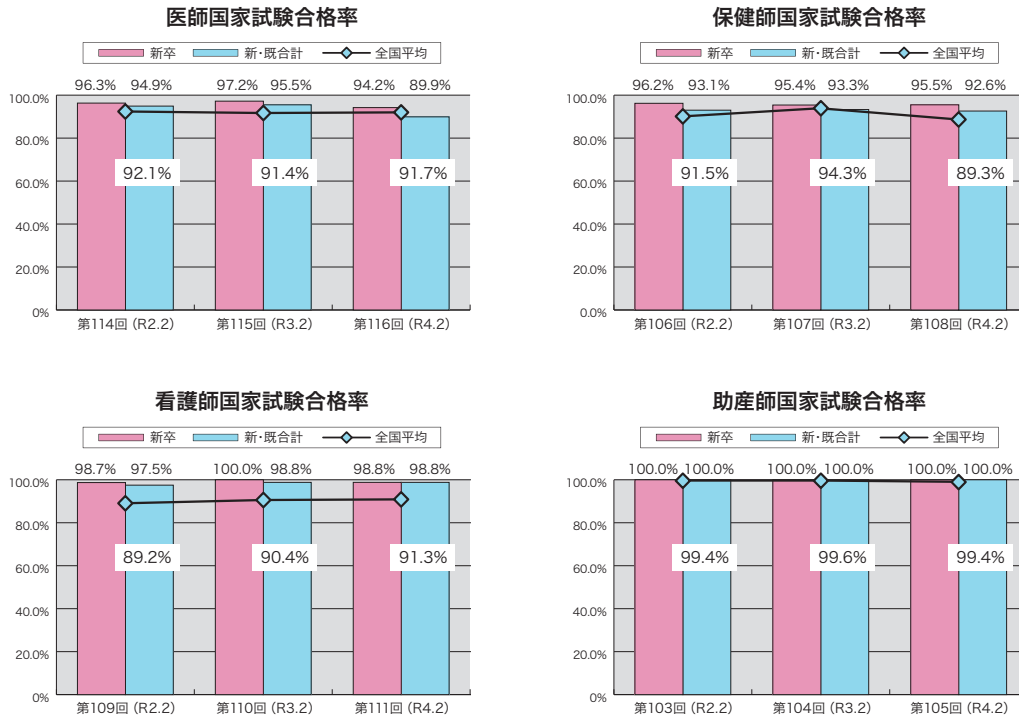 医師国家試験合格率
新卒 新・既合計 全国平均
96.3% 94.9% 97.2% 95.5% 94.2% 89.9%
100.0%
80.0%
92.1% 91.4% 91.7%
60.0%
40.0%
20.0%
0%
第114回 (R2.2) 第115回 (R3.2) 第116回 (R4.2)
保健師国家試験合格率
新卒 新・既合計 全国平均
96.2% 93.1% 95.4% 93.3% 95.5% 92.6%
100.0%
80.0%
91.5% 94.3% 89.3%
60.0%
40.0%
20.0%
0.0%
第106回 (R2.2) 第107回 (R3.2) 第108回 (R4.2)
看護師国家試験合格率
新卒 新・既合計 全国平均
98.7% 97.5% 100.0% 98.8% 98.8% 98.8%
100.0%
80.0%
89.2% 90.4% 91.3%
60.0%
40.0%
20.0%
0%
第109回 (R2.2) 第110回 (R3.2) 第111回 (R4.2)
助産師国家試験合格率
新卒 新・既合計 全国平均
100.0% 100.0% 100.0% 100.0% 100.0% 100.0%
100.0%
80.0%
99.4% 99.6% 99.4%
60.0%
40.0%
20.0%
0%
第103回 (R2.2) 第104回 (R3.2) 第105回 (R4.2)